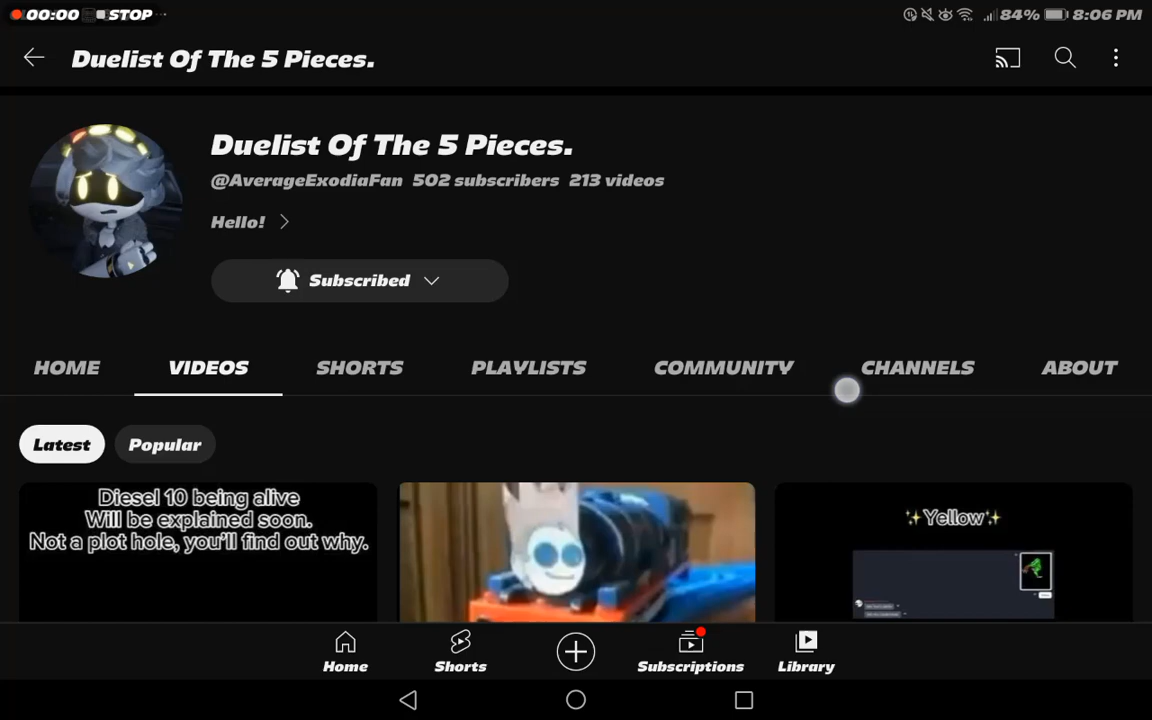 00:00 STOP
84% 8:06 PM
Duelist Of The 5 Pieces.
Duelist Of The 5 Pieces.
@AverageExodiaFan 502 subscribers 213 videos
Hello!
Subscribed
HOME VIDEOS SHORTS PLAYLISTS COMMUNITY CHANNELS ABOUT
Latest Popular
Diesel 10 being alive
Will be explained soon.
Not a plot hole, you'll find out why.
✨Yellow✨
Home Shorts Subscriptions Library